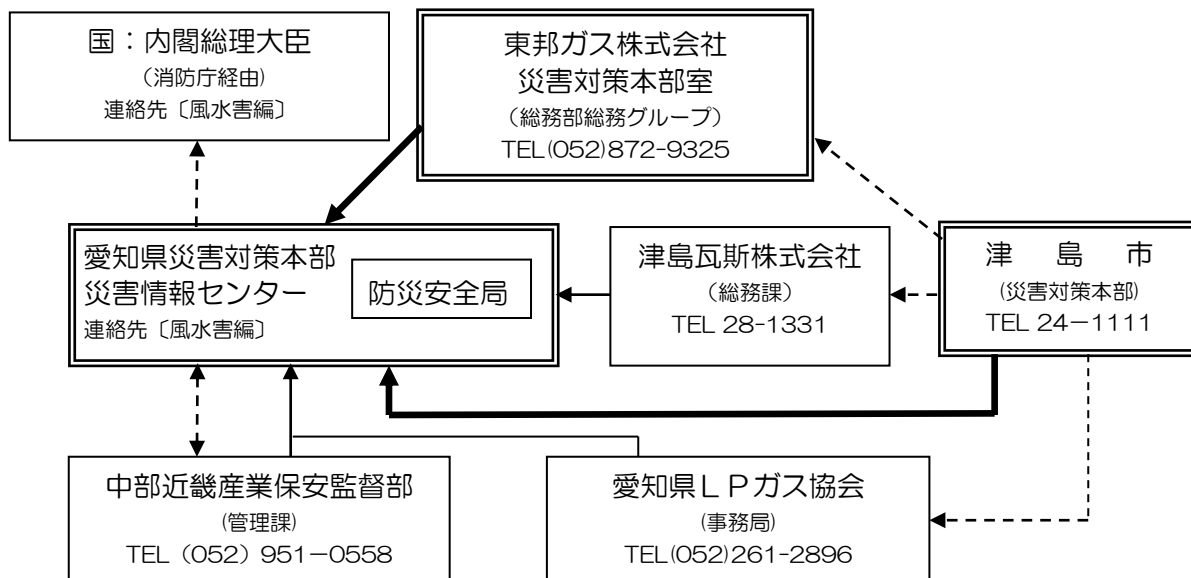 国：内閣総理大臣
（消防庁経由)
連絡先〔風水害編〕
東邦ガス株式会社
災害対策本部室
（総務部総務グループ）
TEL(052)872-9325
愛知県災害対策本部
災害情報センター
連絡先〔風水害編〕
防災安全局
津島瓦斯株式会社
（総務課）
TEL 28-1331
津　島　市
(災害対策本部)
TEL 24－1111
中部近畿産業保安監督部
(管理課)
TEL（052）951－0558
愛知県ＬＰガス協会
(事務局)
TEL(052)261-2896